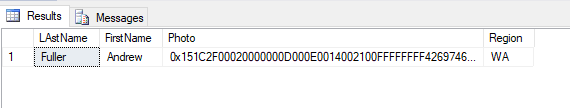 Results Messages
LAstName FirstName Photo Region
1 Fuller Andrew 0x151C2F00020000000D000E0014002100FFFFFFFF4269746... WA